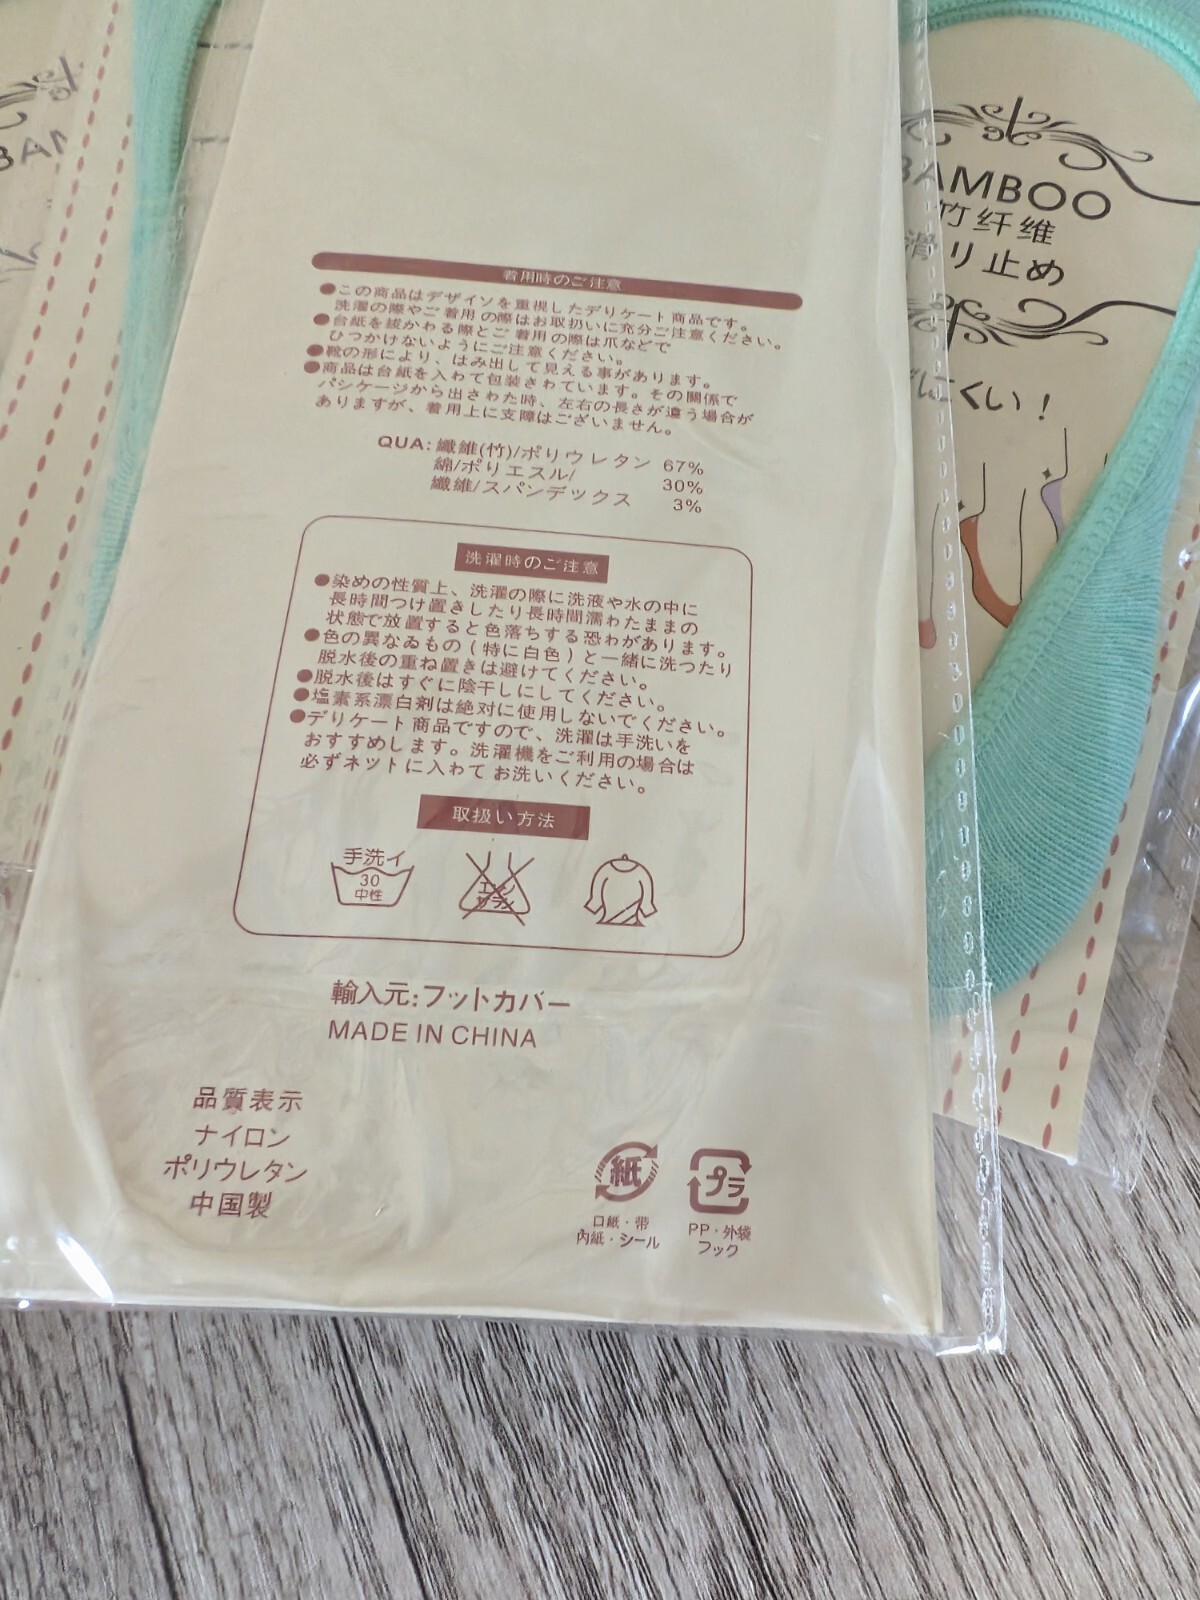 BAM
着用時のご注意
●この商品はデザイソを重視したデりケート商品です。
洗濯の際やご着用 の際はお取扱いに充分ご注意ください。
●台紙を拔かわる際とご 着用の際は爪などで
ひつかけないようにご注意ください。
●靴の形により、はみ出して見える事があります。
●商品は台紙を入わて包装さわています。その關係で
パシケージから出さわた時、左右の長さが違う場合が
ありますが、着用上に支障はございません。
QUA: 纖維(竹)/ポりウレタン 67%
綿/ポりエスル/ 30%
纖維/スパンデックス 3%
洗濯時のご注意
●染めの性質上、洗濯の際に洗液や水の中に
長時間つけ置きしたり長時間濡わたままの
状態で放置すると色落ちする恐わがあります。
●色の異なゐもの ( 特に白色 ) と一緒に洗つたり
脱水後の重ね置きは避けてください。
●脱水後はすぐに陰干しにしてください。
●塩素系漂白剤は絶対に使用しないでください。
●デりケート商品ですので、洗濯は手洗いを
おすすめします。洗濯機をご利用の場合は
必ずネツトに入わて お洗いください。
取扱い方法
手洗イ
30
中性
エンソ
サラシ
輸入元:フットカバー
MADE IN CHINA
品質表示
ナイロン
ポリウレタン
中国製
紙
口紙・帯
内紙・シール
プラ
PP・外袋
フック
BAMBOO
竹纤维
滑り止め
にくい！